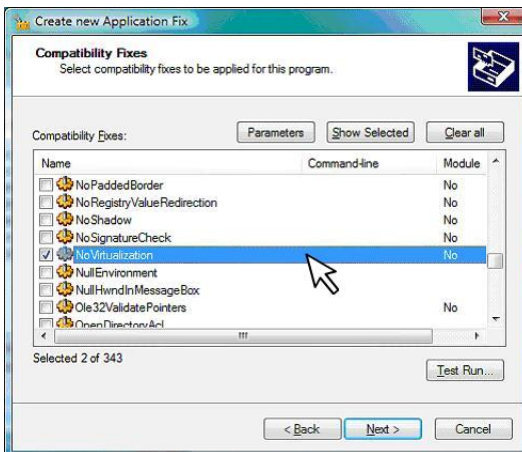 Create new Application Fix
Compatibility Fixes
Select compatibility fixes to be applied for this program.
Compatibility Fixes: Parameters Show Selected Clear all
Name Command-line Module
NoPaddedBorder No
NoRegistryValueRedirection No
NoShadow No
NoSignatureCheck No
NoVirtualization No
NullEnvironment
NullHwndInMessageBox
Ole32ValidatePointers No
OpenDirectoryAcl
Selected 2 of 343
Test Run...
< Back Next > Cancel